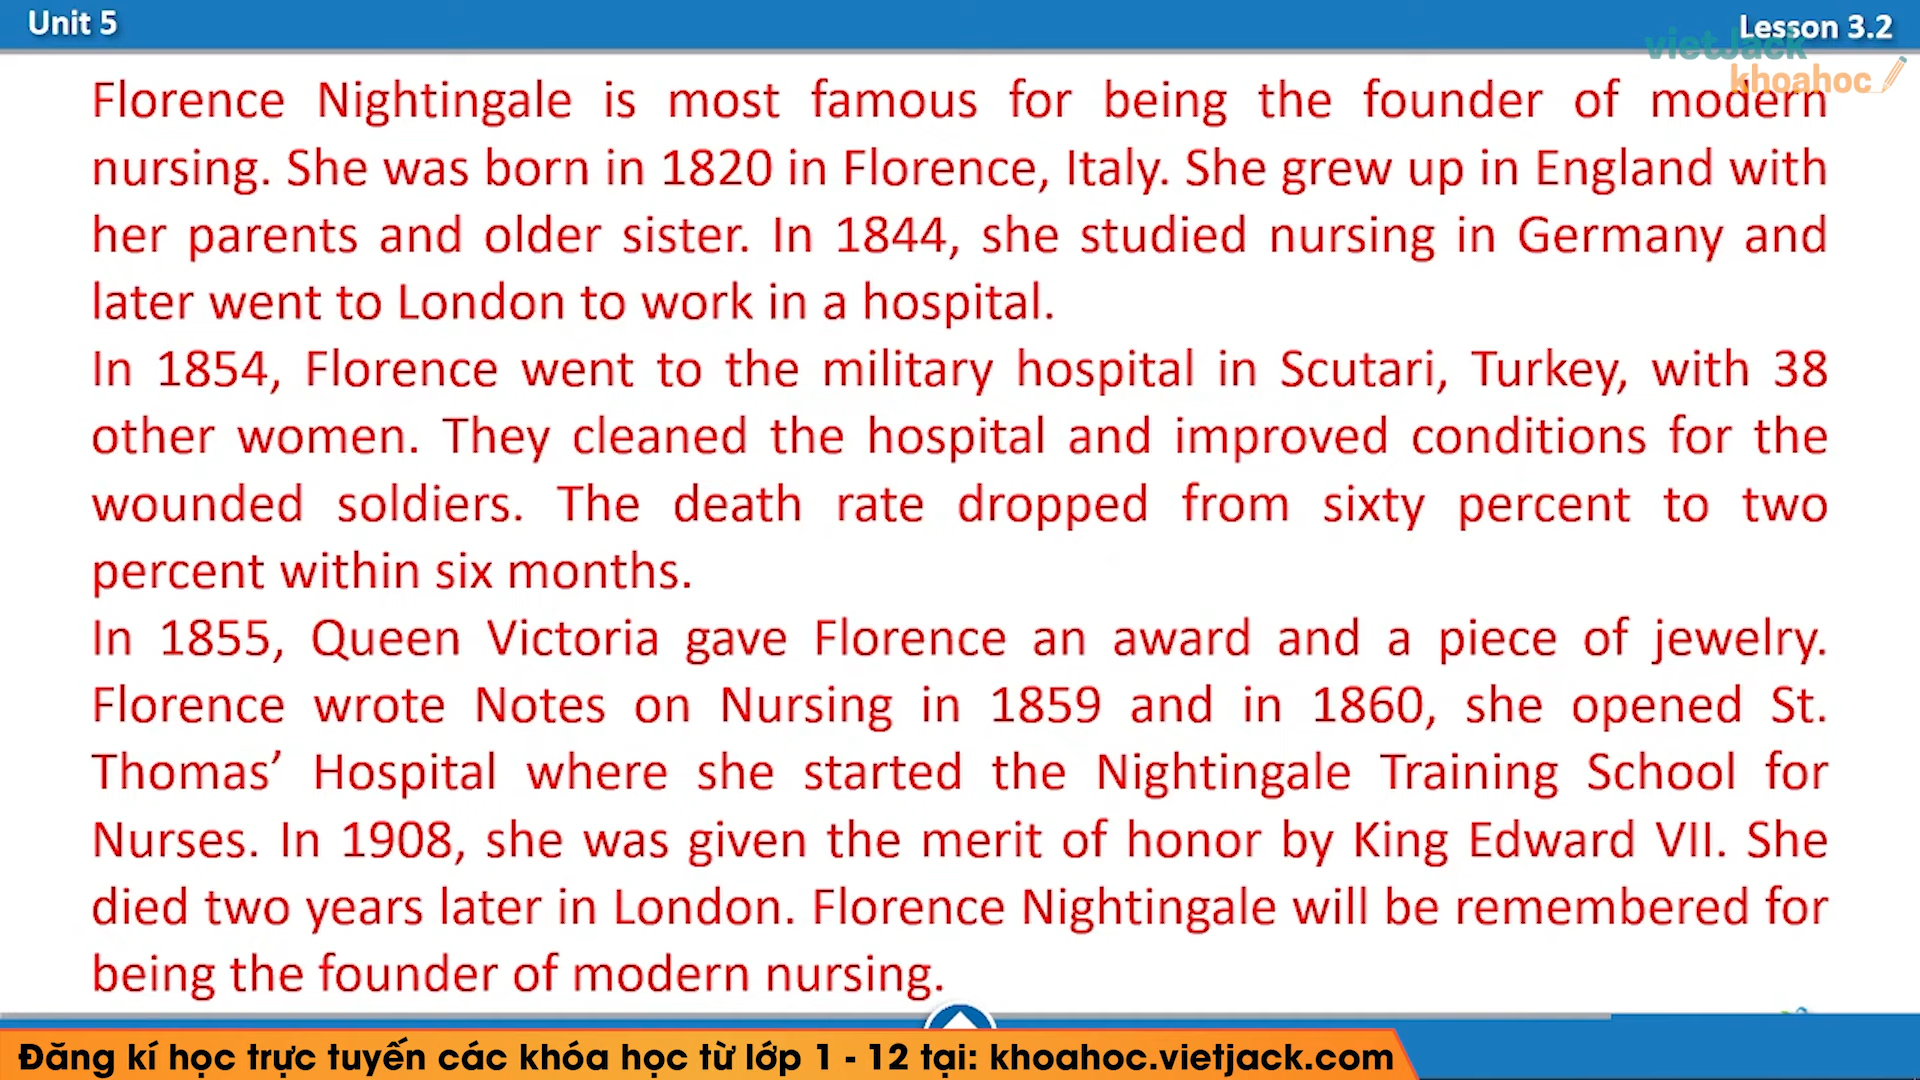 Unit 5
Lesson 3.2
vietJack
khoahoc
Florence Nightingale is most famous for being the founder of modern
nursing. She was born in 1820 in Florence, Italy. She grew up in England with
her parents and older sister. In 1844, she studied nursing in Germany and
later went to London to work in a hospital.
In 1854, Florence went to the military hospital in Scutari, Turkey, with 38
other women. They cleaned the hospital and improved conditions for the
wounded soldiers. The death rate dropped from sixty percent to two
percent within six months.
In 1855, Queen Victoria gave Florence an award and a piece of jewelry.
Florence wrote Notes on Nursing in 1859 and in 1860, she opened St.
Thomas’ Hospital where she started the Nightingale Training School for
Nurses. In 1908, she was given the merit of honor by King Edward VII. She
died two years later in London. Florence Nightingale will be remembered for
being the founder of modern nursing.
Đăng kí học trực tuyến các khóa học từ lớp 1 - 12 tại: khoahoc.vietjack.com